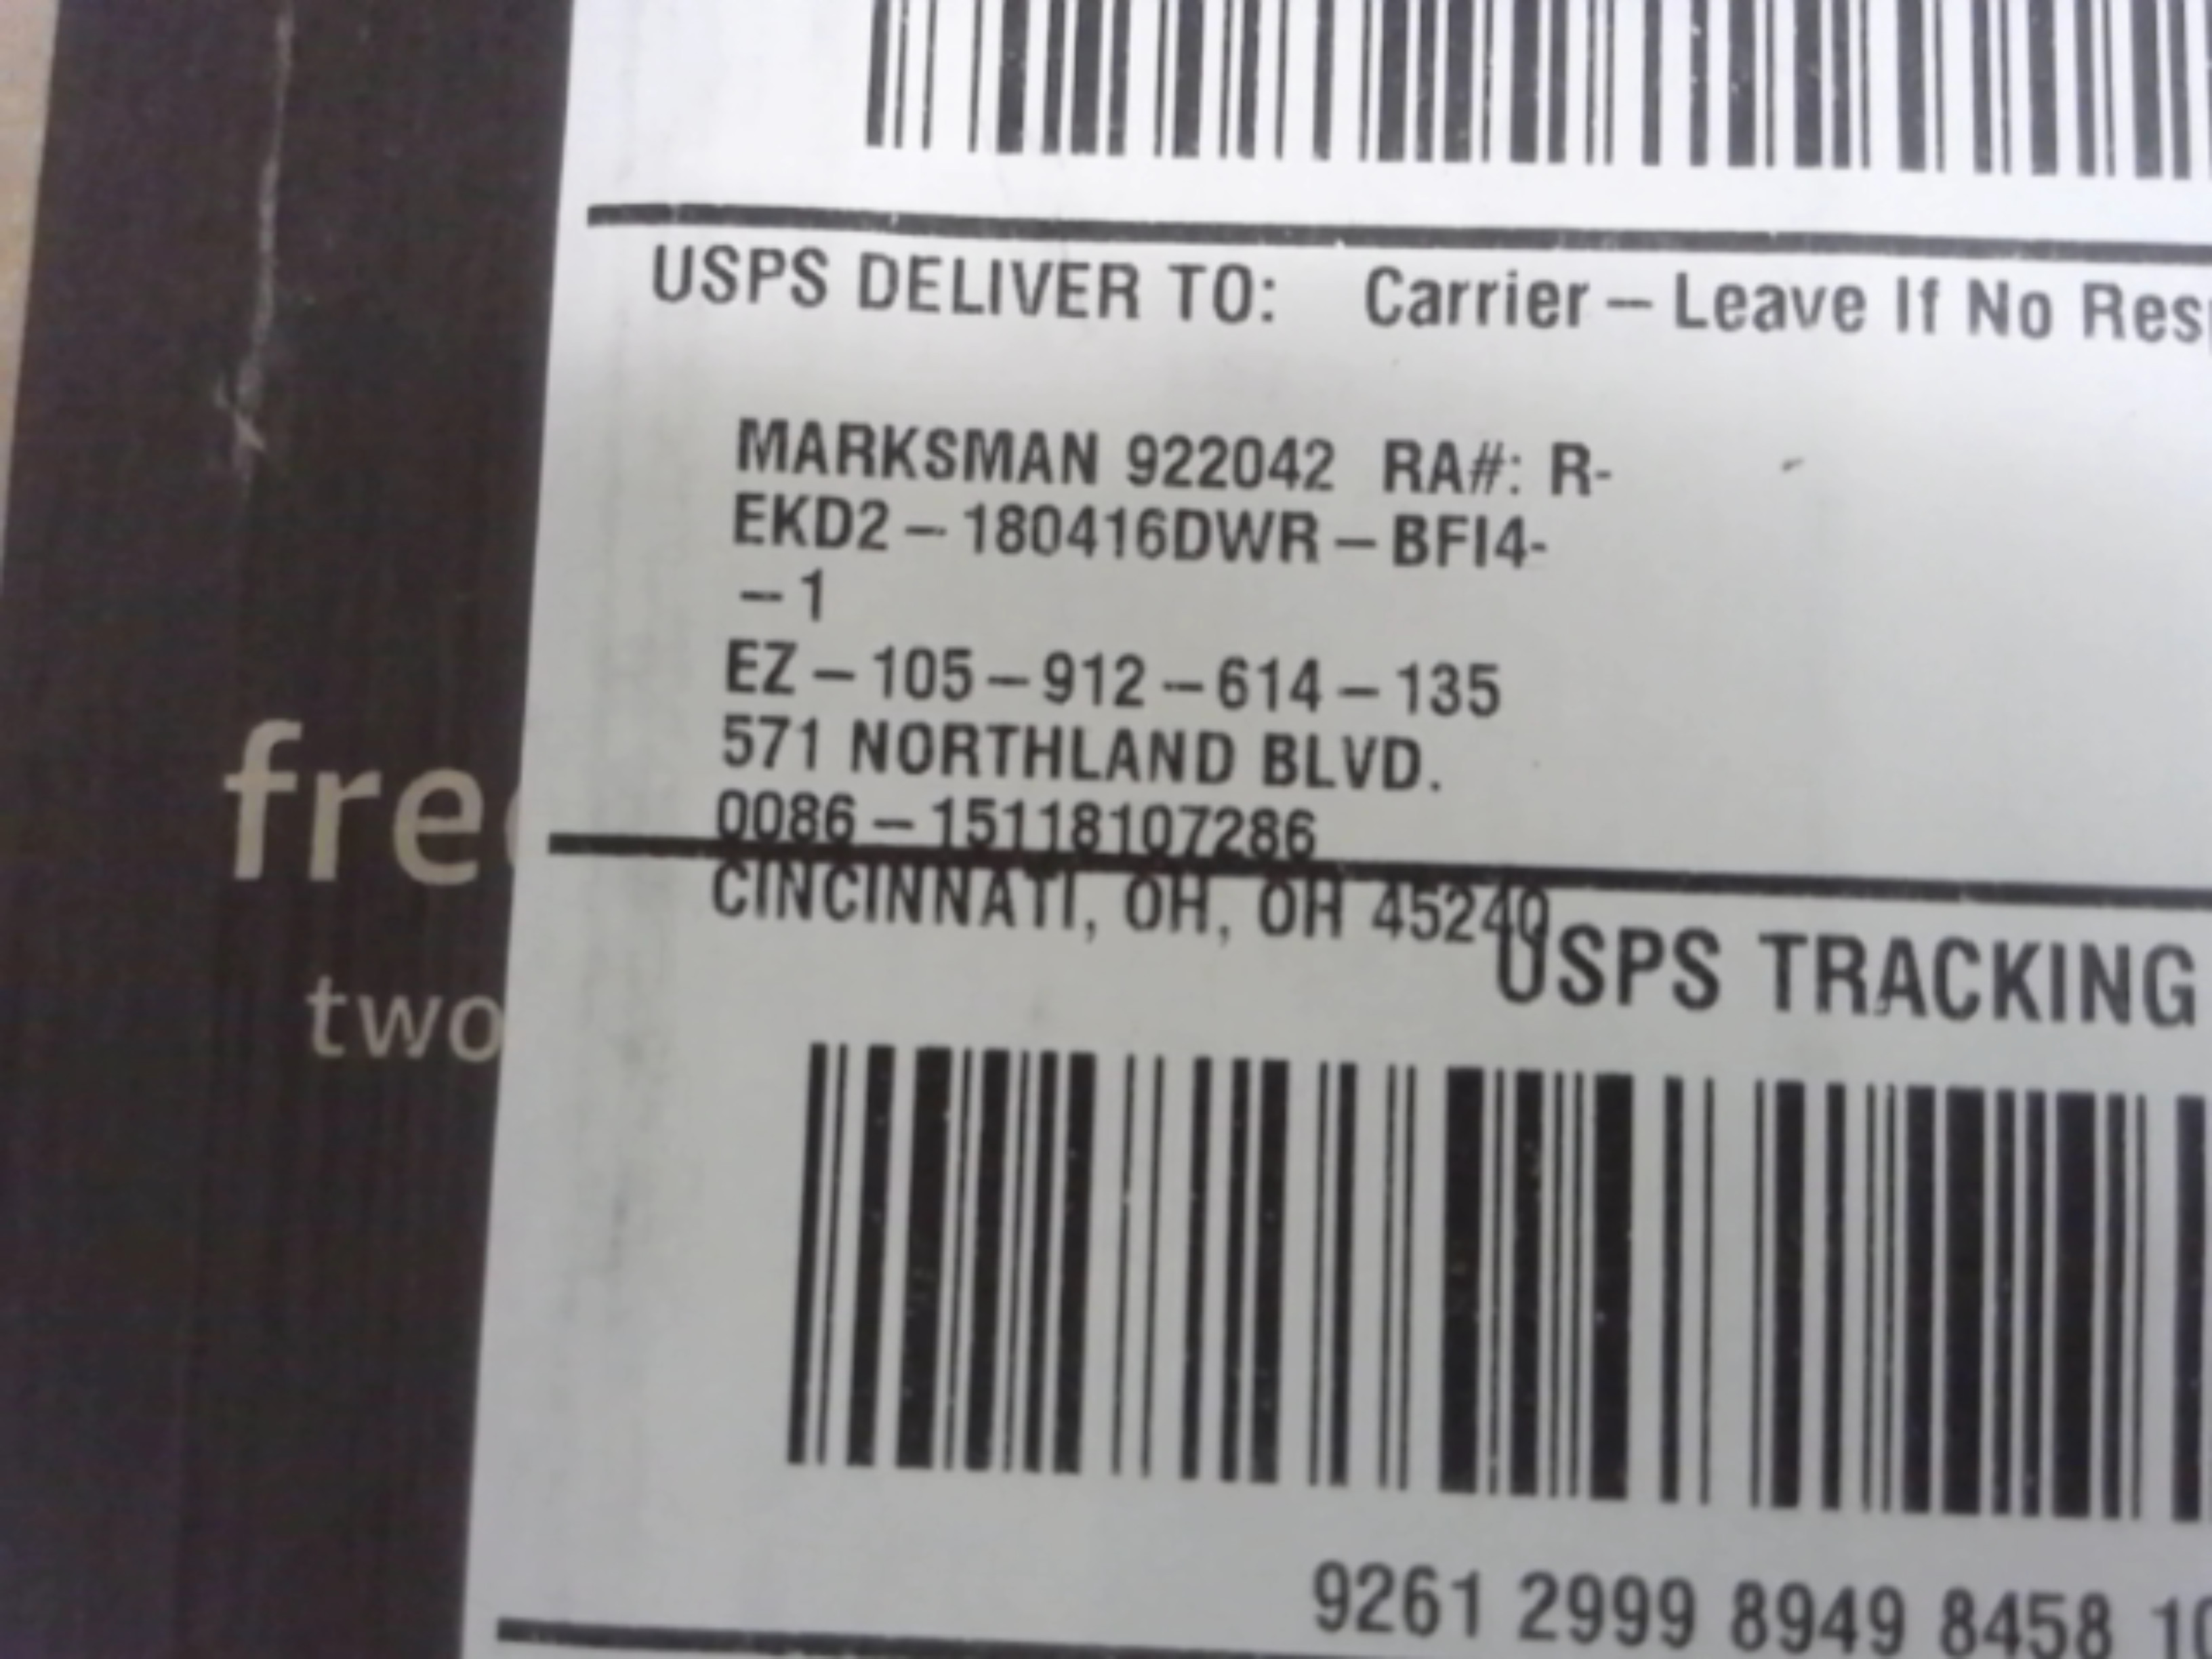 USPS DELIVER TO: Carrier – Leave If No Res
MARKSMAN 922042 RA#: R-
EKD2 – 180416DWR – BFI4-
– 1
EZ – 105 – 912 – 614 – 135
571 NORTHLAND BLVD.
0086 – 15118107286
CINCINNATI, OH, OH 45240
USPS TRACKING
9261 2999 8949 8458 10
fre
two